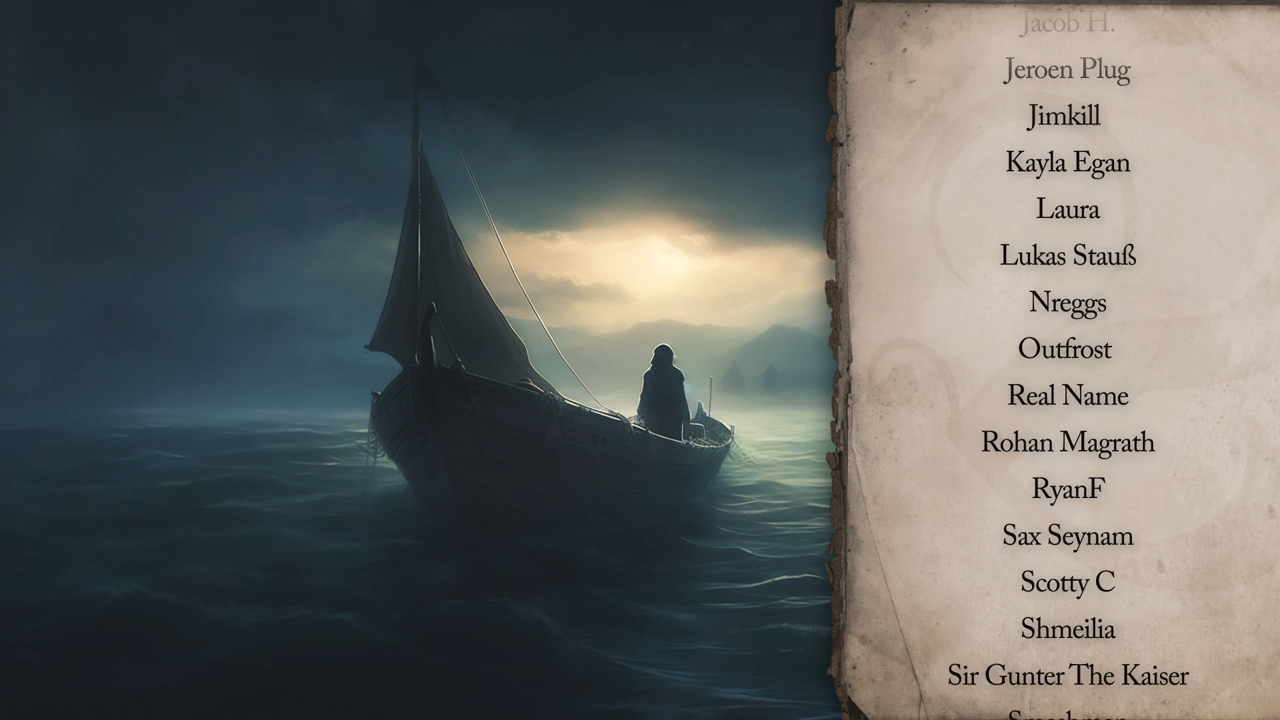 Jacob H.
Jeroen Plug
Jimkill
Kayla Egan
Laura
Lukas Stauß
Nreggs
Outfrost
Real Name
Rohan Magrath
RyanF
Sax Seynam
Scotty C
Shmeilia
Sir Gunter The Kaiser